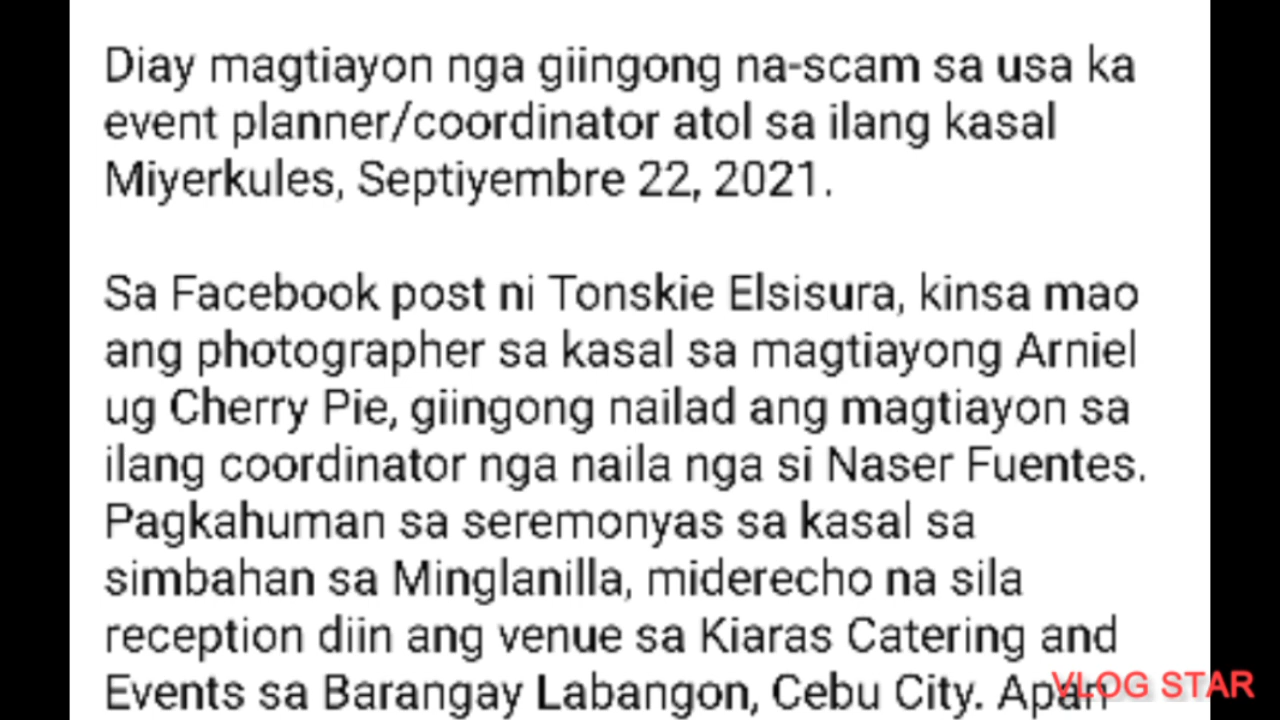 Diay magtiayon nga giingong na-scam sa usa ka
event planner/coordinator atol sa ilang kasal
Miyerkules, Septiyembre 22, 2021.
Sa Facebook post ni Tonskie Elsisura, kinsa mao
ang photographer sa kasal sa magtiayong Arniel
ug Cherry Pie, giingong nailad ang magtiayon sa
ilang coordinator nga naila nga si Naser Fuentes.
Pagkahuman sa seremonyas sa kasal sa
simbahan sa Minglanilla, miderecho na sila
reception diin ang venue sa Kiaras Catering and
Events sa Barangay Labangon, Cebu City. Apan
VLOG STAR